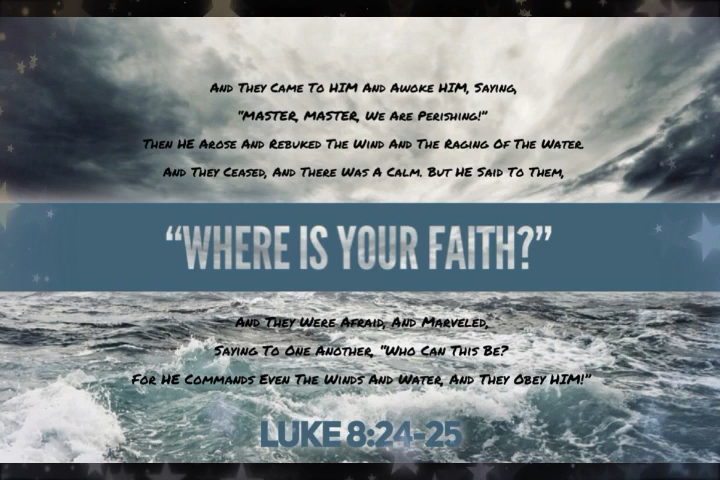 And They Came To HIM And Awoke HIM, Saying,
"MASTER, MASTER, We Are Perishing!"
Then HE Arose And Rebuked The Wind And The Raging Of The Water.
And They Ceased, And There Was A Calm. But HE Said To Them,
“WHERE IS YOUR FAITH?”
And They Were Afraid, And Marveled,
Saying To One Another, "Who Can This Be?
For HE Commands Even The Winds And Water, And They Obey HIM!"
LUKE 8:24-25